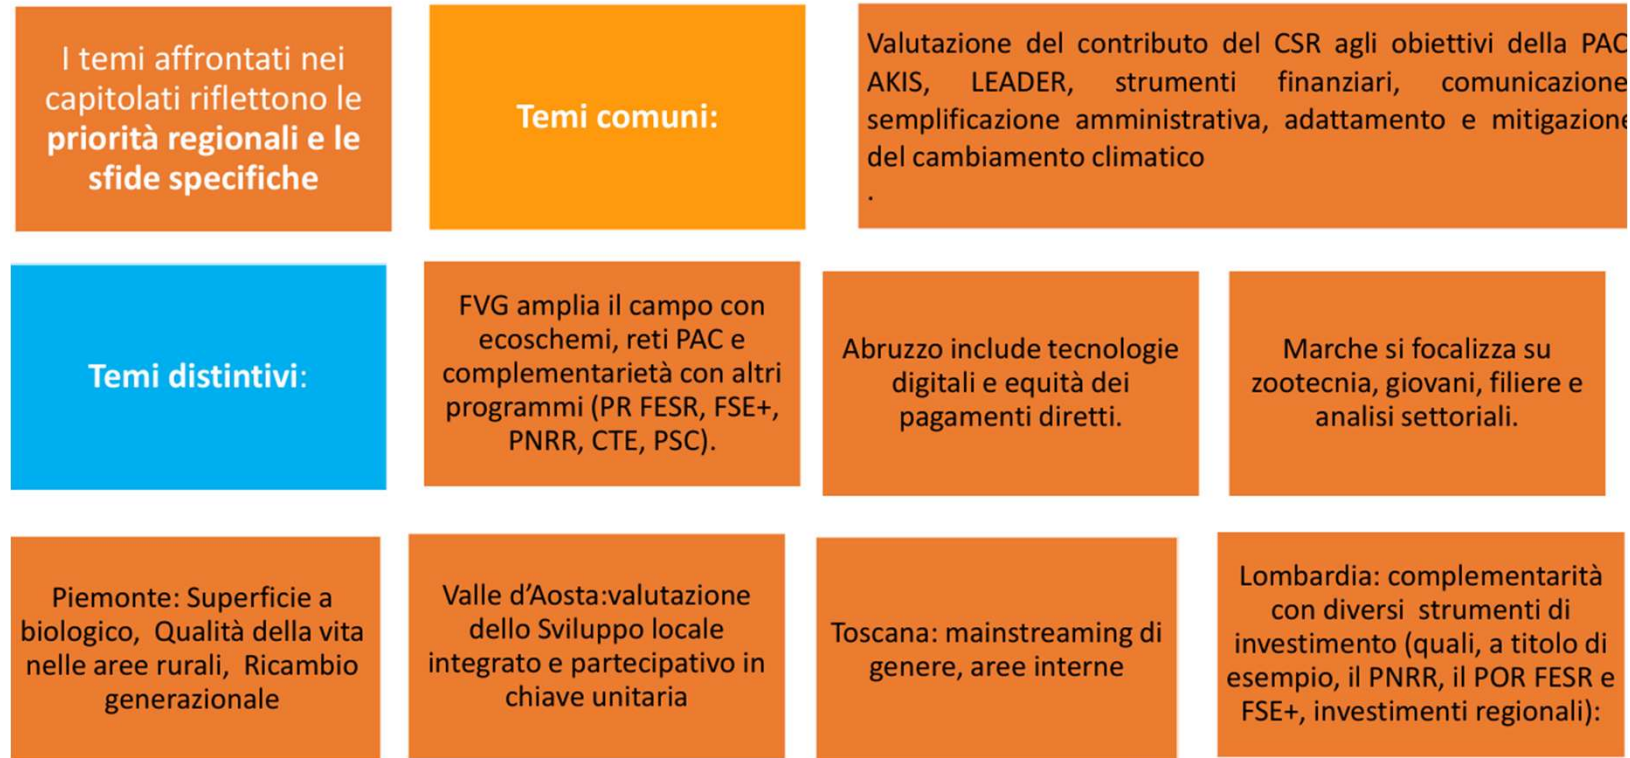 I temi affrontati nei
capitolati riflettono le
priorità regionali e le
sfide specifiche
Temi comuni:
Valutazione del contributo del CSR agli obiettivi della PAC
AKIS, LEADER, strumenti finanziari, comunicazione
semplificazione amministrativa, adattamento e mitigazione
del cambiamento climatico
.
Temi distintivi:
FVG amplia il campo con
ecoschemi, reti PAC e
complementarietà con altri
programmi (PR FESR, FSE+,
PNRR, CTE, PSC).
Abruzzo include tecnologie
digitali e equità dei
pagamenti diretti.
Marche si focalizza su
zootecnia, giovani, filiere e
analisi settoriali.
Piemonte: Superficie a
biologico, Qualità della vita
nelle aree rurali, Ricambio
generazionale
Valle d’Aosta:valutazione
dello Sviluppo locale
integrato e partecipativo in
chiave unitaria
Toscana: mainstreaming di
genere, aree interne
Lombardia: complementarità
con diversi strumenti di
investimento (quali, a titolo di
esempio, il PNRR, il POR FESR e
FSE+, investimenti regionali):